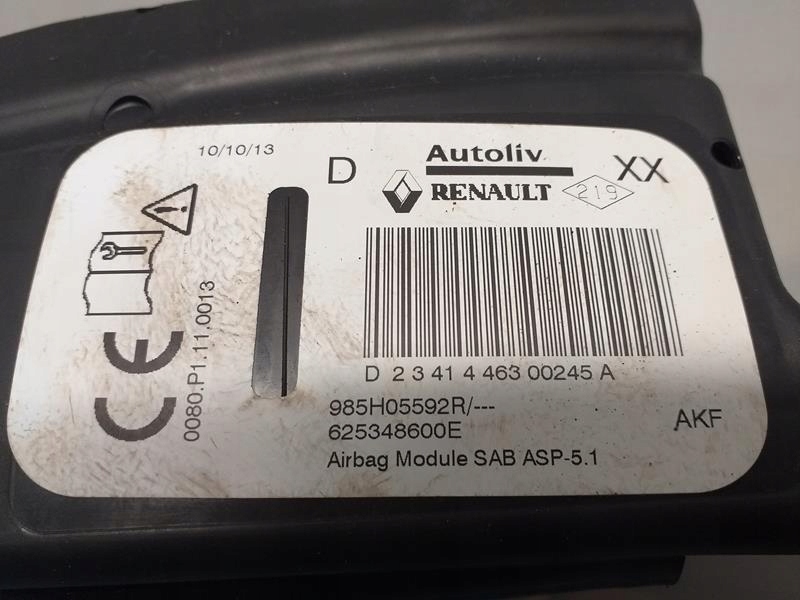 10/10/13
D
Autoliv
XX
RENAULT
219
D 2 3 41 4 463 00245 A
985H05592R/---
625348600E
AKF
Airbag Module SAB ASP-5.1
CE
0080.P1.11.0013